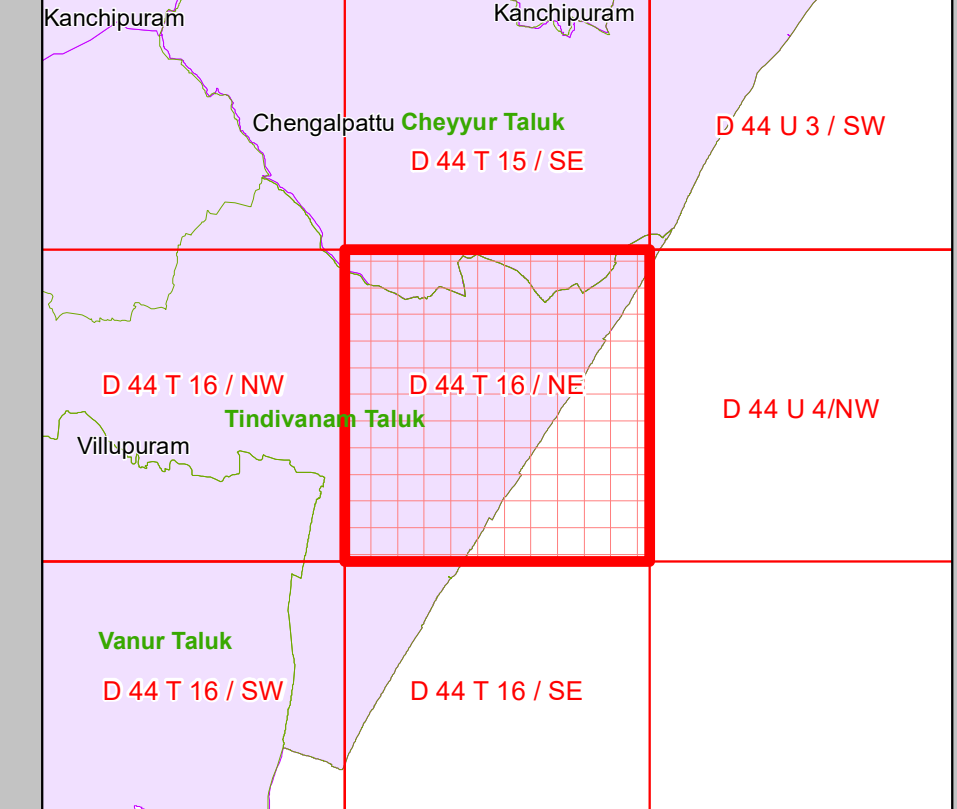 Kanchipuram
Kanchipuram
Chengalpattu
Cheyyur Taluk
D 44 U 3 / SW
D 44 T 15 / SE
D 44 T 16 / NW
D 44 T 16 / NE
D 44 U 4/NW
Tindivanam Taluk
Villupuram
Vanur Taluk
D 44 T 16 / SW
D 44 T 16 / SE